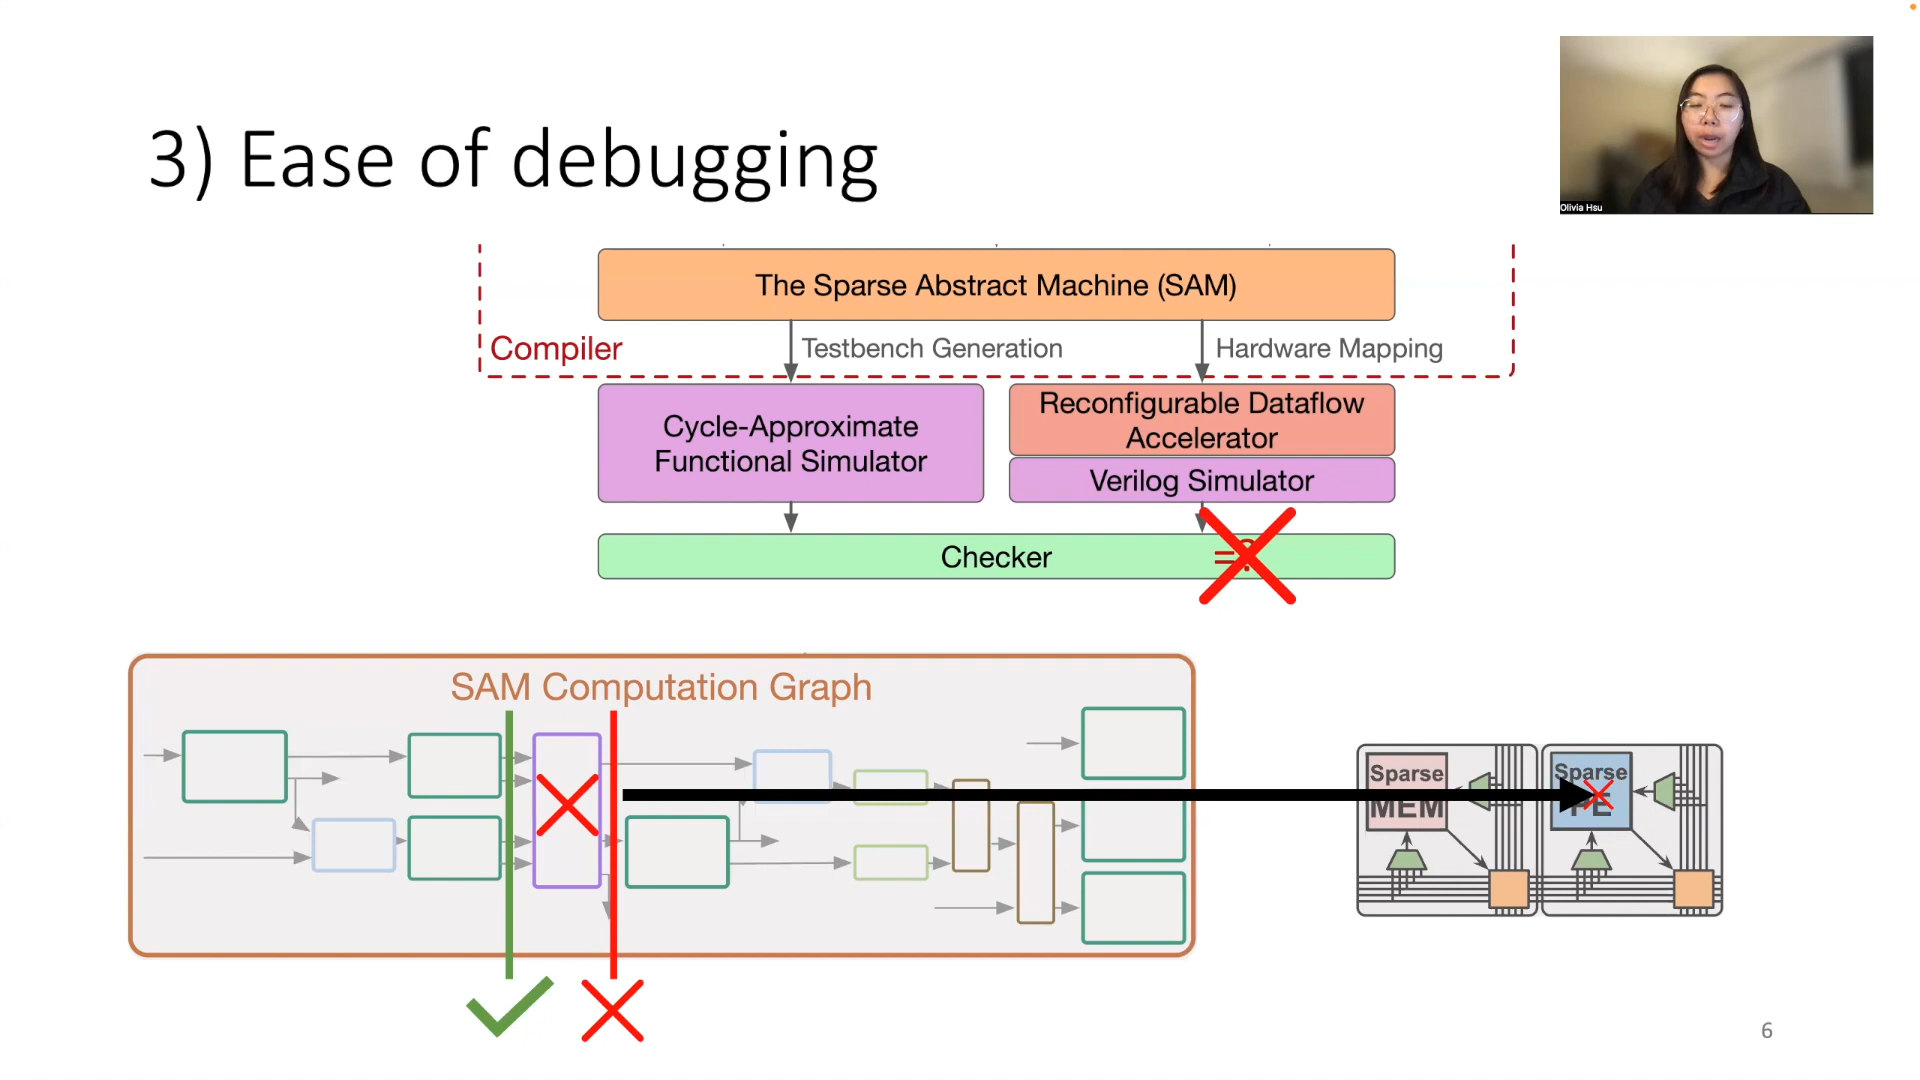 Olivia Hsu
3) Ease of debugging
The Sparse Abstract Machine (SAM)
Compiler
Testbench Generation
Hardware Mapping
Cycle-Approximate
Functional Simulator
Reconfigurable Dataflow
Accelerator
Verilog Simulator
Checker
=?
SAM Computation Graph
Sparse
MEM
Sparse
PE
6